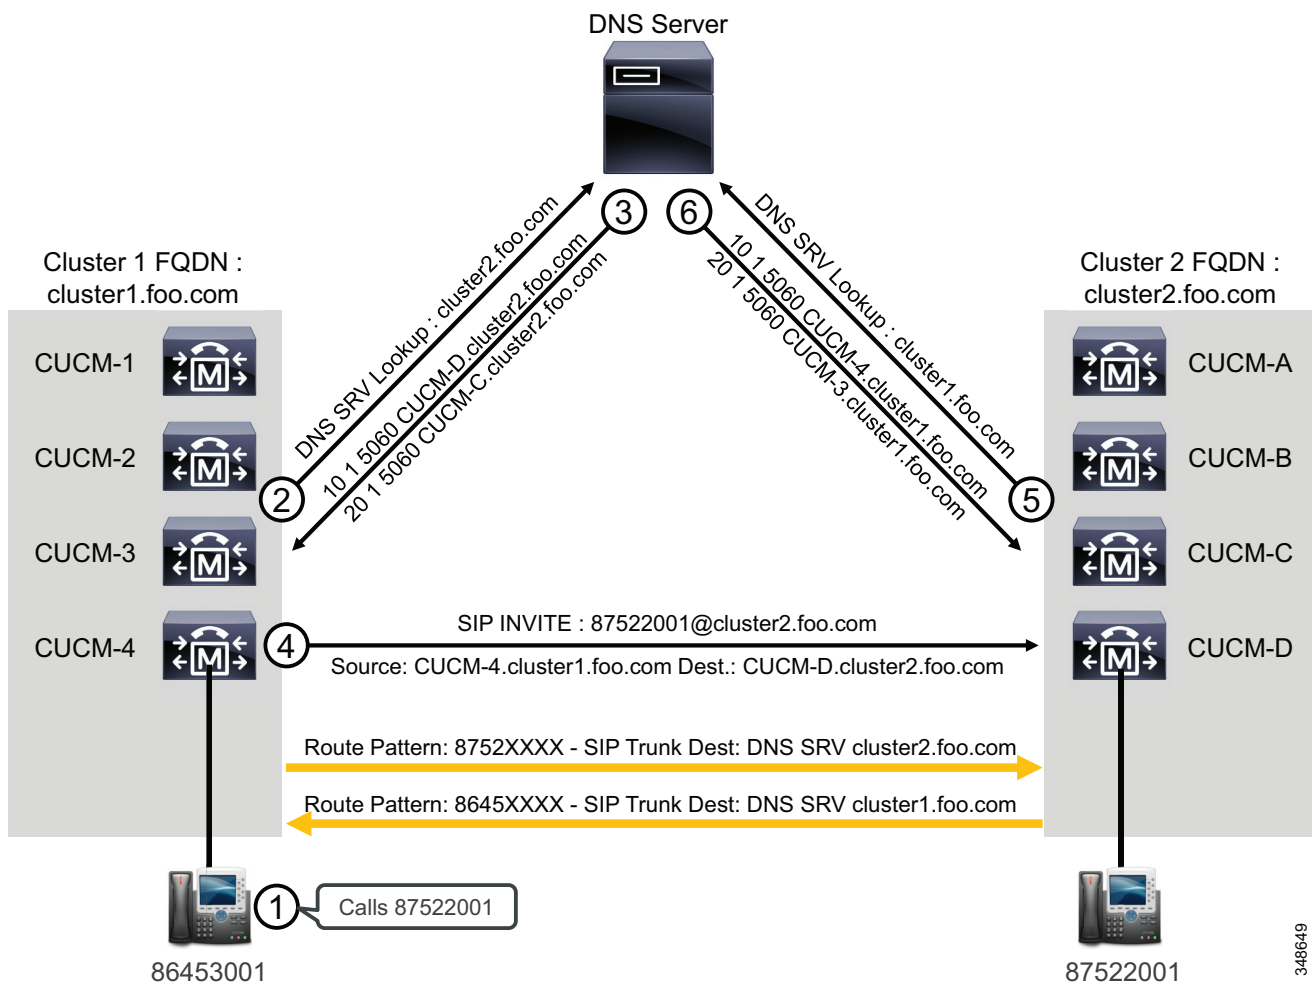 DNS Server
3
6
DNS SRV Lookup : cluster2.foo.com
10 1 5060 CUCM-D.cluster2.foo.com
20 1 5060 CUCM-C.cluster2.foo.com
DNS SRV Lookup : cluster1.foo.com
10 1 5060 CUCM-4.cluster1.foo.com
20 1 5060 CUCM-3.cluster1.foo.com
Cluster 1 FQDN :
cluster1.foo.com
Cluster 2 FQDN :
cluster2.foo.com
CUCM-1
M
M
CUCM-A
CUCM-2
M
2
5
M
CUCM-B
CUCM-3
M
M
CUCM-C
CUCM-4
M
4
SIP INVITE : 87522001@cluster2.foo.com
Source: CUCM-4.cluster1.foo.com Dest.: CUCM-D.cluster2.foo.com
M
CUCM-D
Route Pattern: 8752XXXX - SIP Trunk Dest: DNS SRV cluster2.foo.com
Route Pattern: 8645XXXX - SIP Trunk Dest: DNS SRV cluster1.foo.com
1
Calls 87522001
86453001
87522001
348649